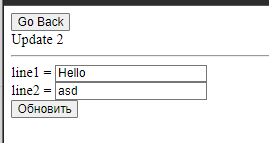 Go Back
Update 2
line1 = Hello
line2 = asd
Обновить